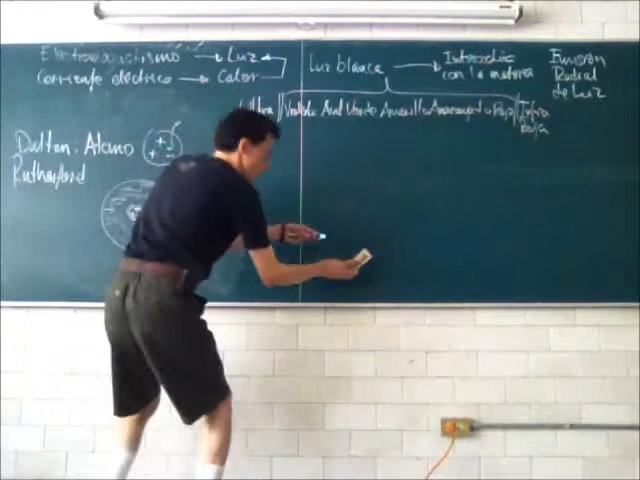 Electromagnetismo → Luz
Corriente eléctrica → Calor
Luz blanca → Interacción
con la materia
Emisión
Radial
de Luz
Ultra || Violeta Azul Verde Amarillo Anaranjado Rojo || Infra
Roja
Dalton. Atomo
Rutherford